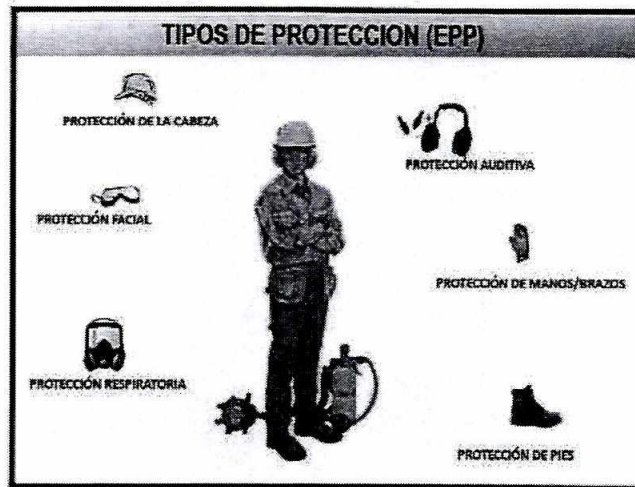 TIPOS DE PROTECCION (EPP)
PROTECCIÓN DE LA CABEZA
PROTECCIÓN AUDITIVA
PROTECCIÓN FACIAL
PROTECCIÓN DE MANOS/BRAZOS
PROTECCIÓN RESPIRATORIA
PROTECCIÓN DE PIES